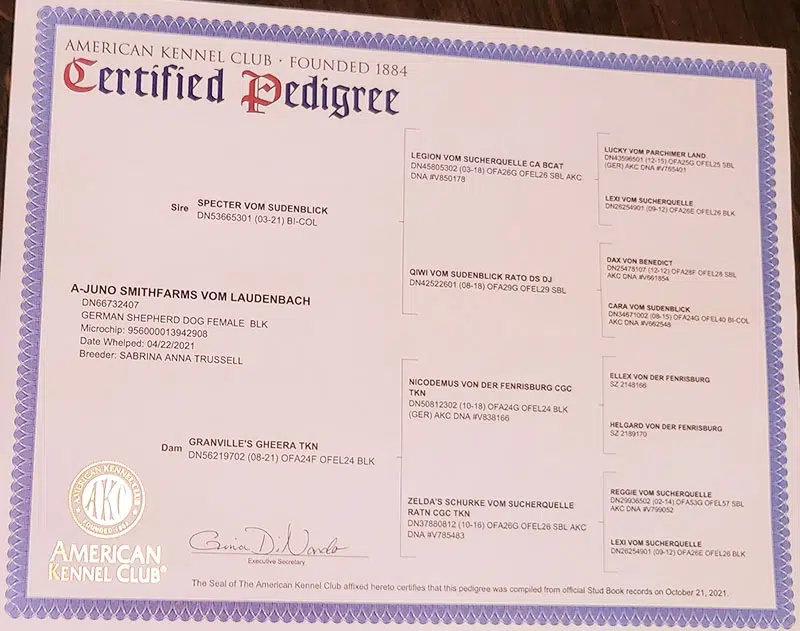 AMERICAN KENNEL CLUB · FOUNDED 1884
Certified Pedigree
LEGION VOM SUCHERQUELLE CA BCAT
DN45805302 (03-18) OFA26G OFEL26 SBL AKC
DNA #V850178
LUCKY VOM PARCHIMER LAND
DN43596501 (12-15) OFA25G OFEL25 SBL
(GER) AKC DNA #V765401
LEXI VOM SUCHERQUELLE
DN26254901 (09-12) OFA26E OFEL26 BLK
Sire SPECTER VOM SUDENBLICK
DN53665301 (03-21) BI-COL
QIWI VOM SUDENBLICK RATO DS DJ
DN42522601 (08-18) OFA29G OFEL29 SBL
DAX VON BENEDICT
DN25478107 (12-12) OFA28F OFEL28 SBL
AKC DNA #V661854
CARA VOM SUDENBLICK
DN34671002 (08-15) OFA24G OFEL40 BI-COL
AKC DNA #V662548
A-JUNO SMITHFARMS VOM LAUDENBACH
DN66732407
GERMAN SHEPHERD DOG FEMALE BLK
Microchip: 956000013942908
Date Whelped: 04/22/2021
Breeder: SABRINA ANNA TRUSSELL
NICODEMUS VON DER FENRISBURG CGC
TKN
DN50812302 (10-18) OFA24G OFEL24 BLK
(GER) AKC DNA #V838166
ELLEX VON DER FENRISBURG
SZ 2148166
HELGARD VON DER FENRISBURG
SZ 2189170
Dam GRANVILLE'S GHEERA TKN
DN56219702 (08-21) OFA24F OFEL24 BLK
ZELDA'S SCHURKE VOM SUCHERQUELLE
RATN CGC TKN
DN37880812 (10-16) OFA26G OFEL26 SBL AKC
DNA #V785483
REGGIE VOM SUCHERQUELLE
DN29936502 (02-14) OFA53G OFEL57 SBL
AKC DNA #V799052
LEXI VOM SUCHERQUELLE
DN26254901 (09-12) OFA26E OFEL26 BLK
AMERICAN KENNEL CLUB
AKC
FOUNDED 1884
AMERICAN
KENNEL CLUB®
Gina DiNardo
Executive Secretary
The Seal of The American Kennel Club affixed hereto certifies that this pedigree was compiled from official Stud Book records on October 21, 2021.